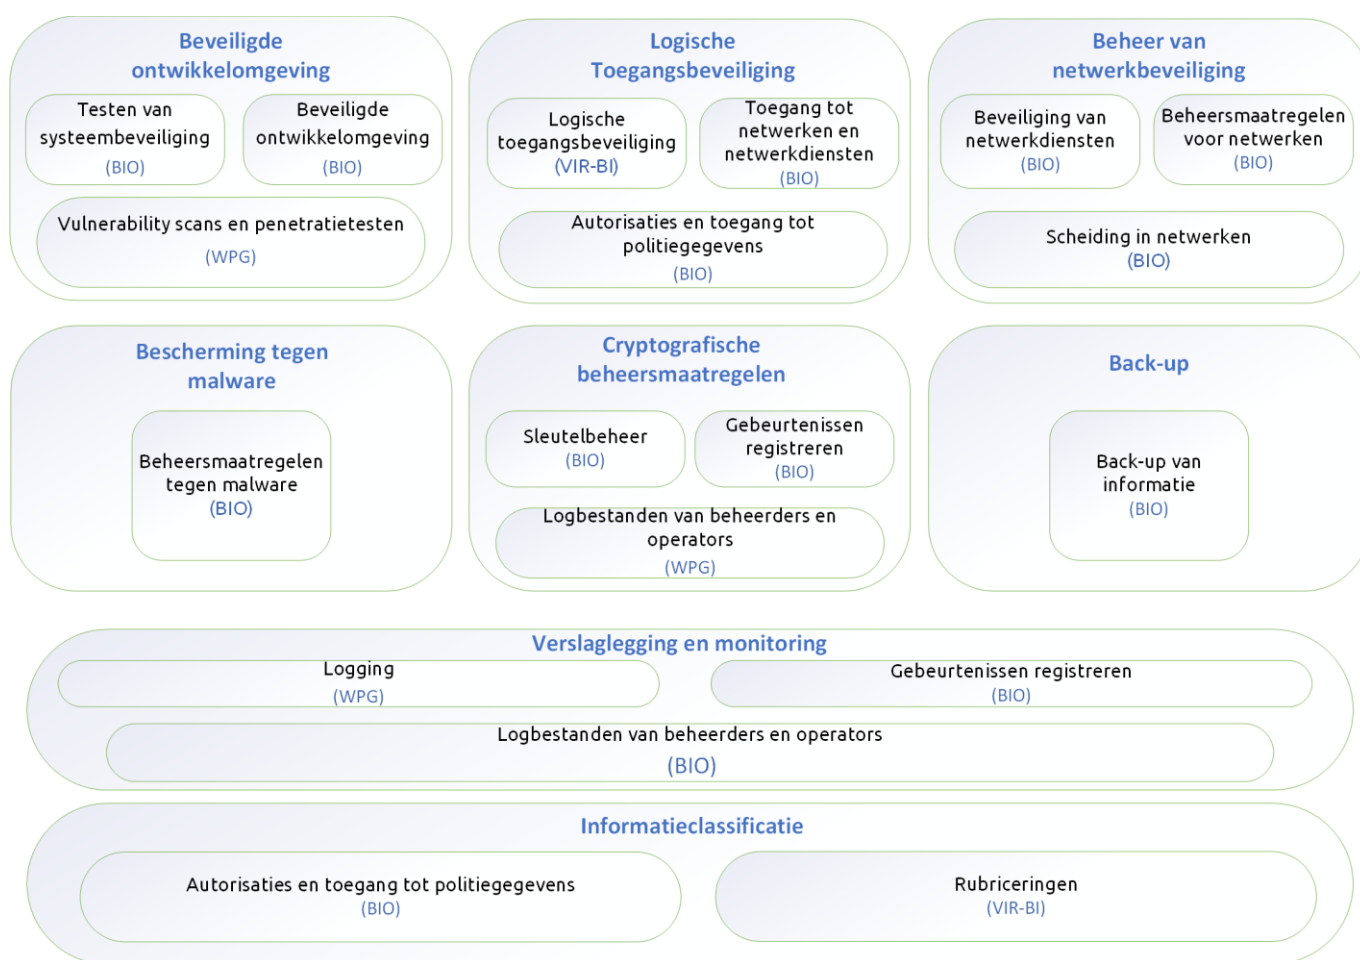 Beveiligde
ontwikkelomgeving
Testen van
systeembeveiliging
(BIO)
Beveiligde
ontwikkelomgeving
(BIO)
Vulnerability scans en penetratietesten
(WPG)
Logische
Toegangsbeveiliging
Logische
toegangsbeveiliging
(VIR-BI)
Toegang tot
netwerken en
netwerkdiensten
(BIO)
Autorisaties en toegang tot
politiegegevens
(BIO)
Beheer van
netwerkbeveiliging
Beveiliging van
netwerkdiensten
(BIO)
Beheersmaatregelen
voor netwerken
(BIO)
Scheiding in netwerken
(BIO)
Bescherming tegen
malware
Beheersmaatregelen
tegen malware
(BIO)
Cryptografische
beheersmaatregelen
Sleutelbeheer
(BIO)
Gebeurtenissen
registreren
(BIO)
Logbestanden van beheerders en
operators
(WPG)
Back-up
Back-up van
informatie
(BIO)
Verslaglegging en monitoring
Logging
(WPG)
Gebeurtenissen registreren
(BIO)
Logbestanden van beheerders en operators
(BIO)
Informatieclassificatie
Autorisaties en toegang tot politiegegevens
(BIO)
Rubriceringen
(VIR-BI)